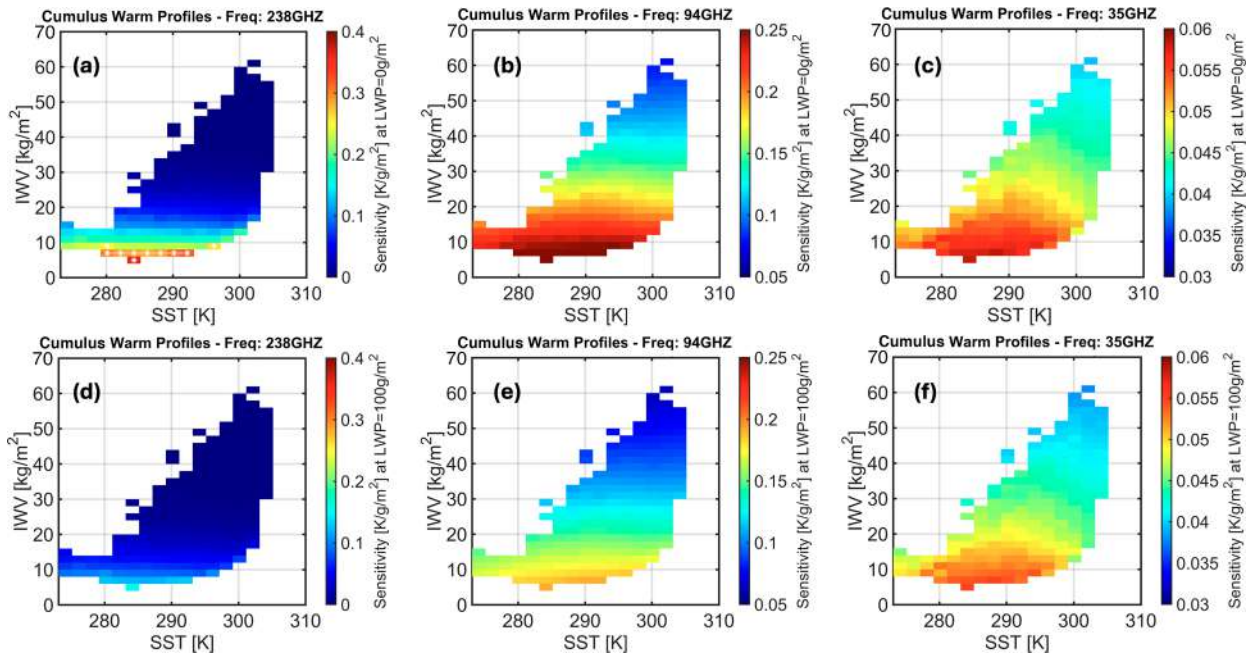 Cumulus Warm Profiles - Freq: 238GHZ
(a)
IWV [kg/m²]
70
60
50
40
30
20
10
0
280 290 300 310
SST [K]
0.4
0.3
0.2
0.1
0
Sensitivity [K/g/m²] at LWP=0g/m²
Cumulus Warm Profiles - Freq: 94GHZ
(b)
IWV [kg/m²]
70
60
50
40
30
20
10
0
280 290 300 310
SST [K]
0.25
0.2
0.15
0.1
0.05
Sensitivity [K/g/m²] at LWP=0g/m²
Cumulus Warm Profiles - Freq: 35GHZ
(c)
IWV [kg/m²]
70
60
50
40
30
20
10
0
280 290 300 310
SST [K]
0.06
0.055
0.05
0.045
0.04
0.035
0.03
Sensitivity [K/g/m²] at LWP=0g/m²
Cumulus Warm Profiles - Freq: 238GHZ
(d)
IWV [kg/m²]
70
60
50
40
30
20
10
0
280 290 300 310
SST [K]
0.4
0.3
0.2
0.1
0
Sensitivity [K/g/m²] at LWP=100g/m²
Cumulus Warm Profiles - Freq: 94GHZ
(e)
IWV [kg/m²]
70
60
50
40
30
20
10
0
280 290 300 310
SST [K]
0.25
0.2
0.15
0.1
0.05
Sensitivity [K/g/m²] at LWP=100g/m²
Cumulus Warm Profiles - Freq: 35GHZ
(f)
IWV [kg/m²]
70
60
50
40
30
20
10
0
280 290 300 310
SST [K]
0.06
0.055
0.05
0.045
0.04
0.035
0.03
Sensitivity [K/g/m²] at LWP=100g/m²